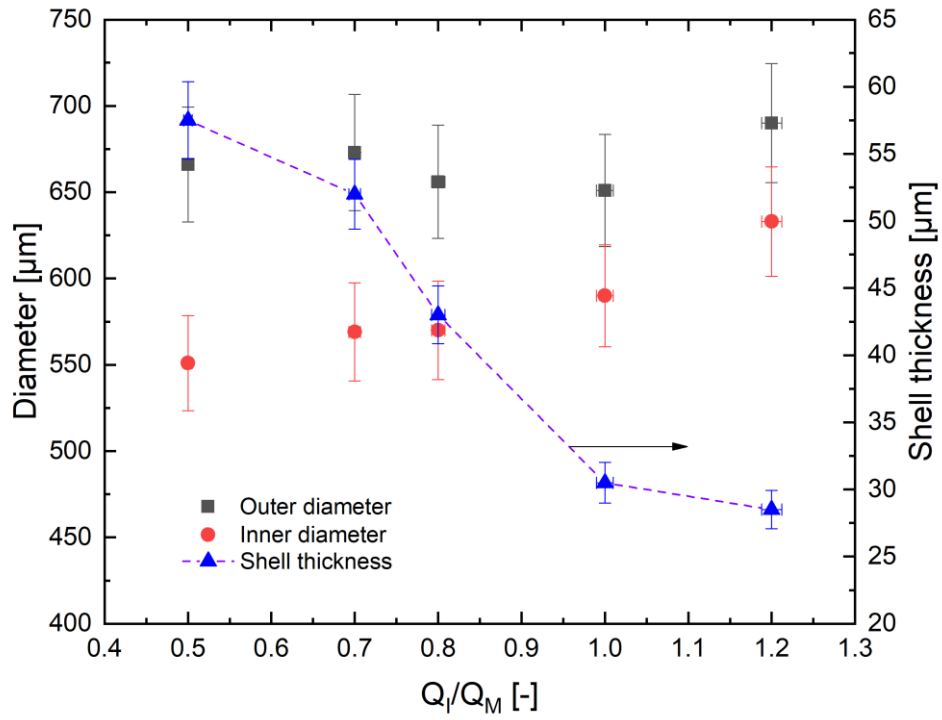 Diameter [µm]
750
700
650
600
550
500
450
400
Outer diameter
Inner diameter
Shell thickness
65
60
55
50
45
40
35
30
25
20
Shell thickness [µm]
0.4 0.5 0.6 0.7 0.8 0.9 1.0 1.1 1.2 1.3
Q_I/Q_M [-]